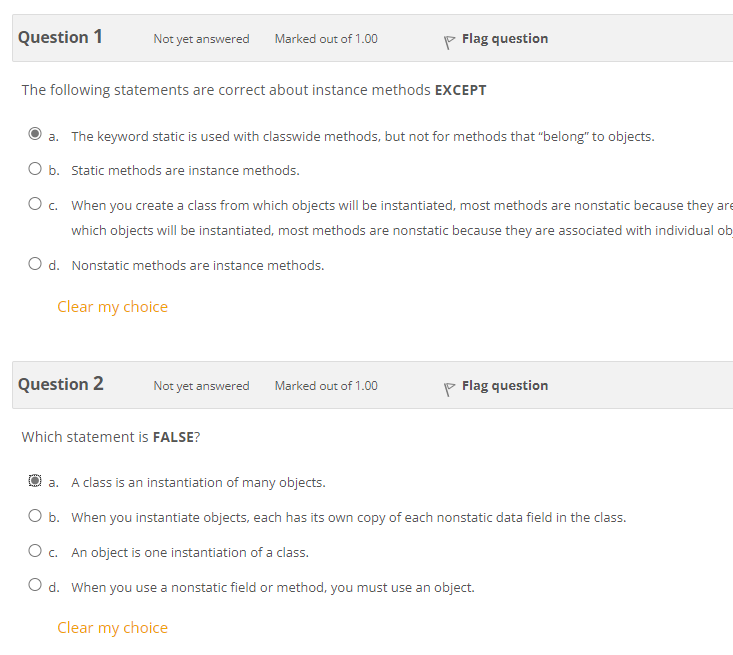 Question 1 Not yet answered Marked out of 1.00 Flag question
The following statements are correct about instance methods EXCEPT
a. The keyword static is used with classwide methods, but not for methods that “belong” to objects.
b. Static methods are instance methods.
c. When you create a class from which objects will be instantiated, most methods are nonstatic because they are
which objects will be instantiated, most methods are nonstatic because they are associated with individual ob
d. Nonstatic methods are instance methods.
Clear my choice
Question 2 Not yet answered Marked out of 1.00 Flag question
Which statement is FALSE?
a. A class is an instantiation of many objects.
b. When you instantiate objects, each has its own copy of each nonstatic data field in the class.
c. An object is one instantiation of a class.
d. When you use a nonstatic field or method, you must use an object.
Clear my choice